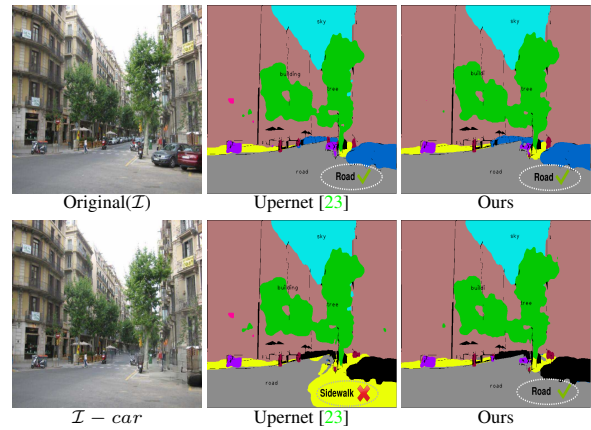 sky
building
tree
road
Road
sky
build
tree
road
Road
Original(𝓘) Upernet [23] Ours
sky
building
tree
road
Sidewalk
sky
build
tree
road
Road
𝓘 − car Upernet [23] Ours